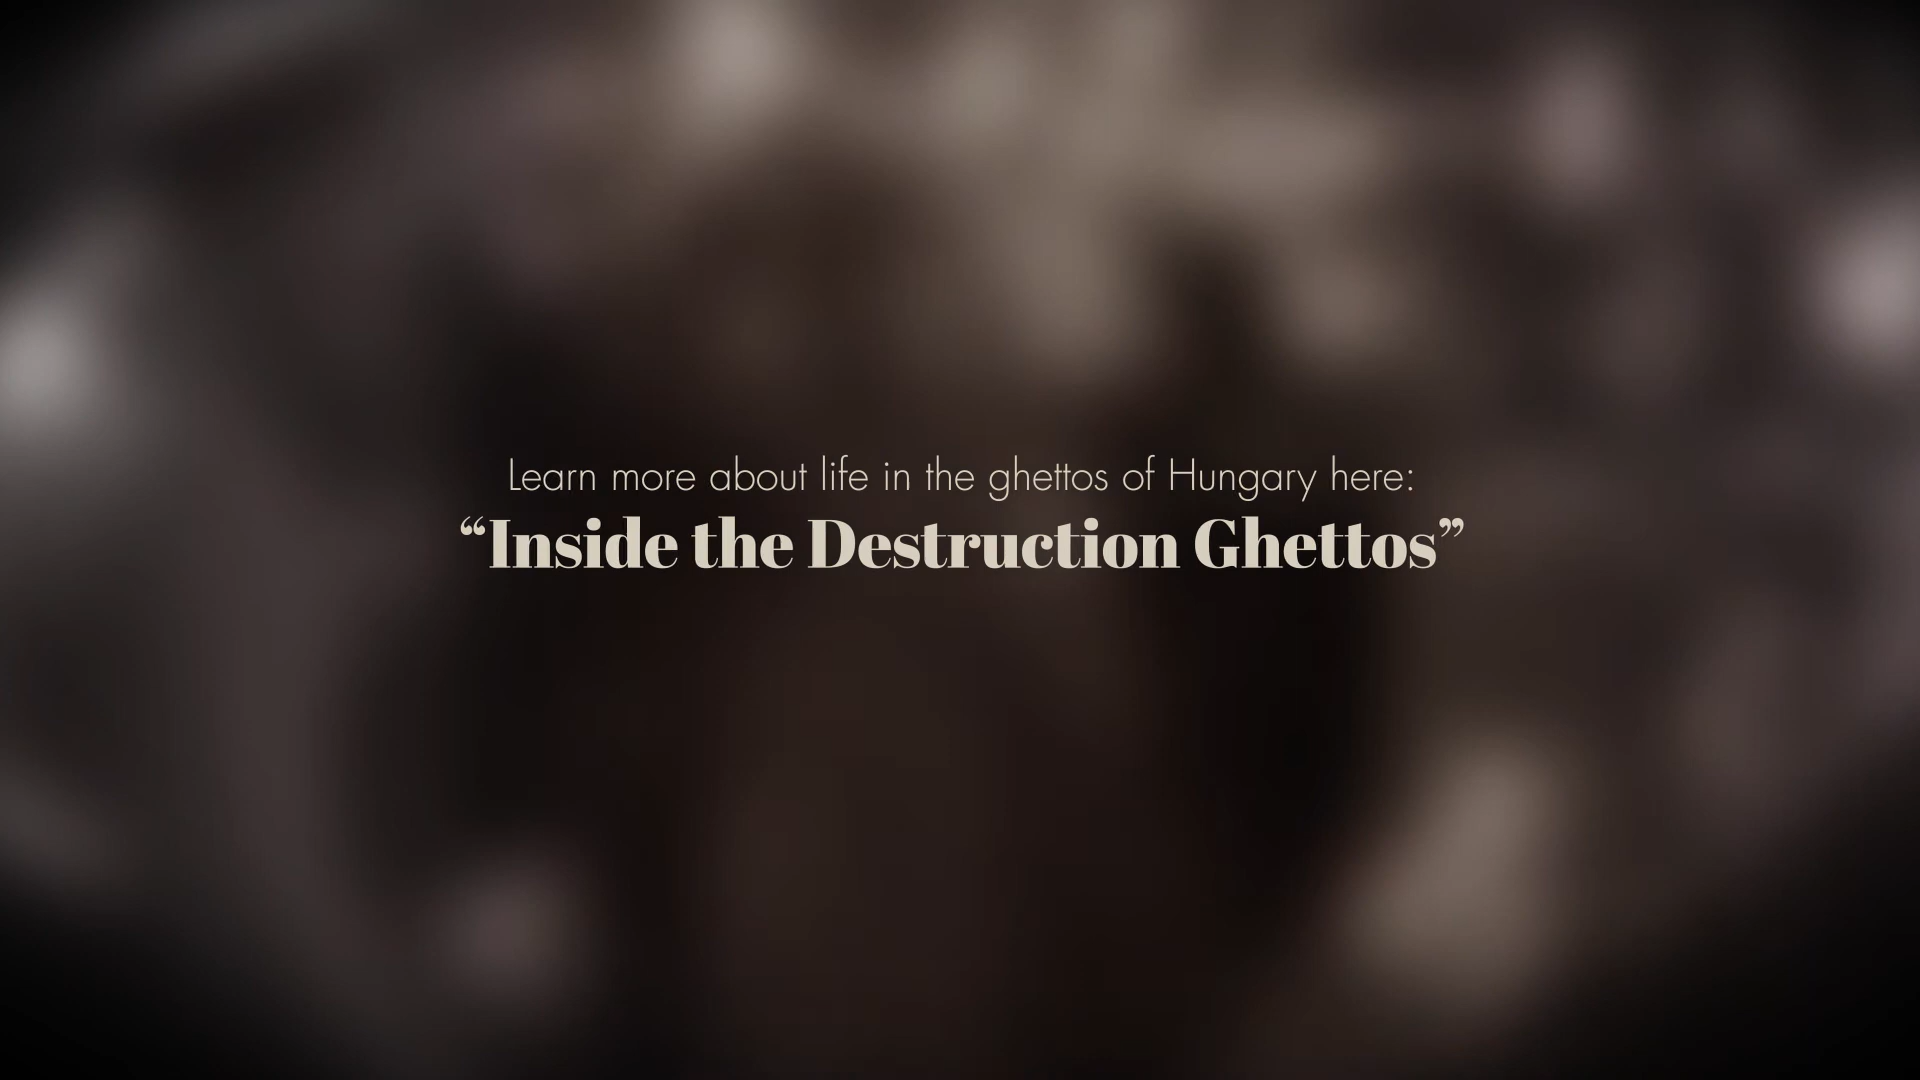 Learn more about life in the ghettos of Hungary here:
“Inside the Destruction Ghettos”